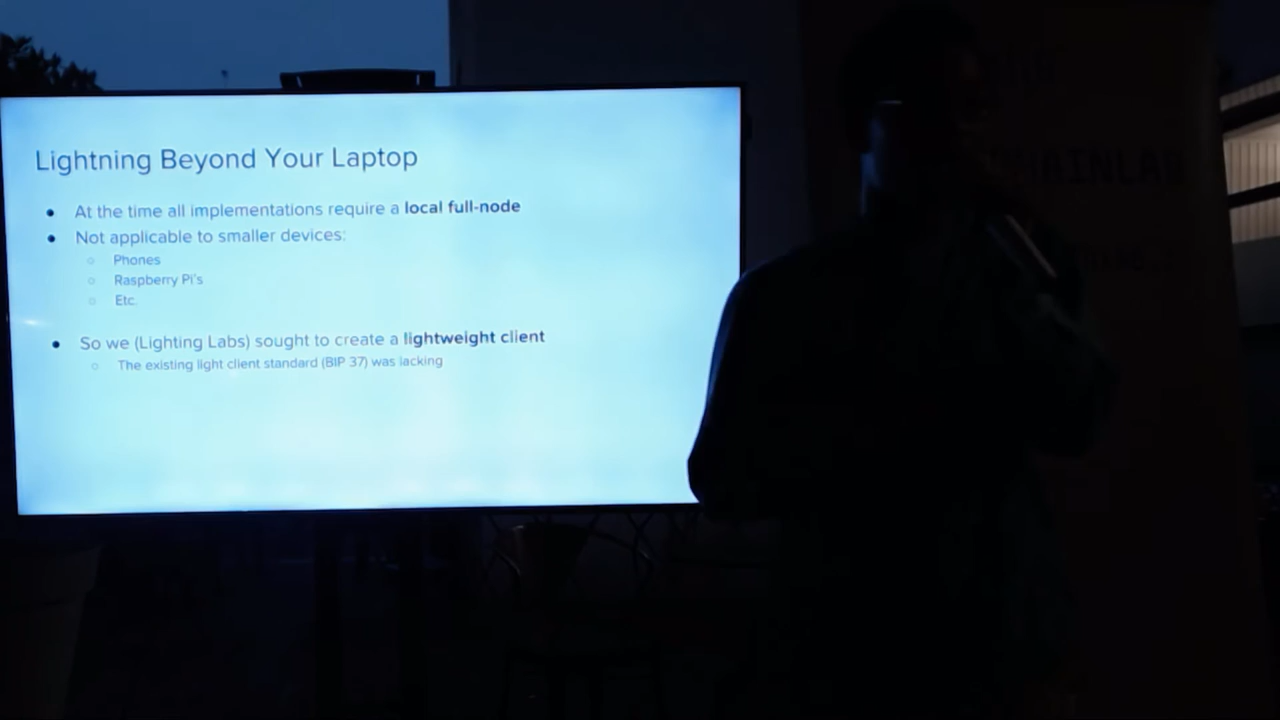 Lightning Beyond Your Laptop
● At the time all implementations require a local full-node
● Not applicable to smaller devices:
○ Phones
○ Raspberry Pi's
○ Etc.
● So we (Lighting Labs) sought to create a lightweight client
○ The existing light client standard (BIP 37) was lacking